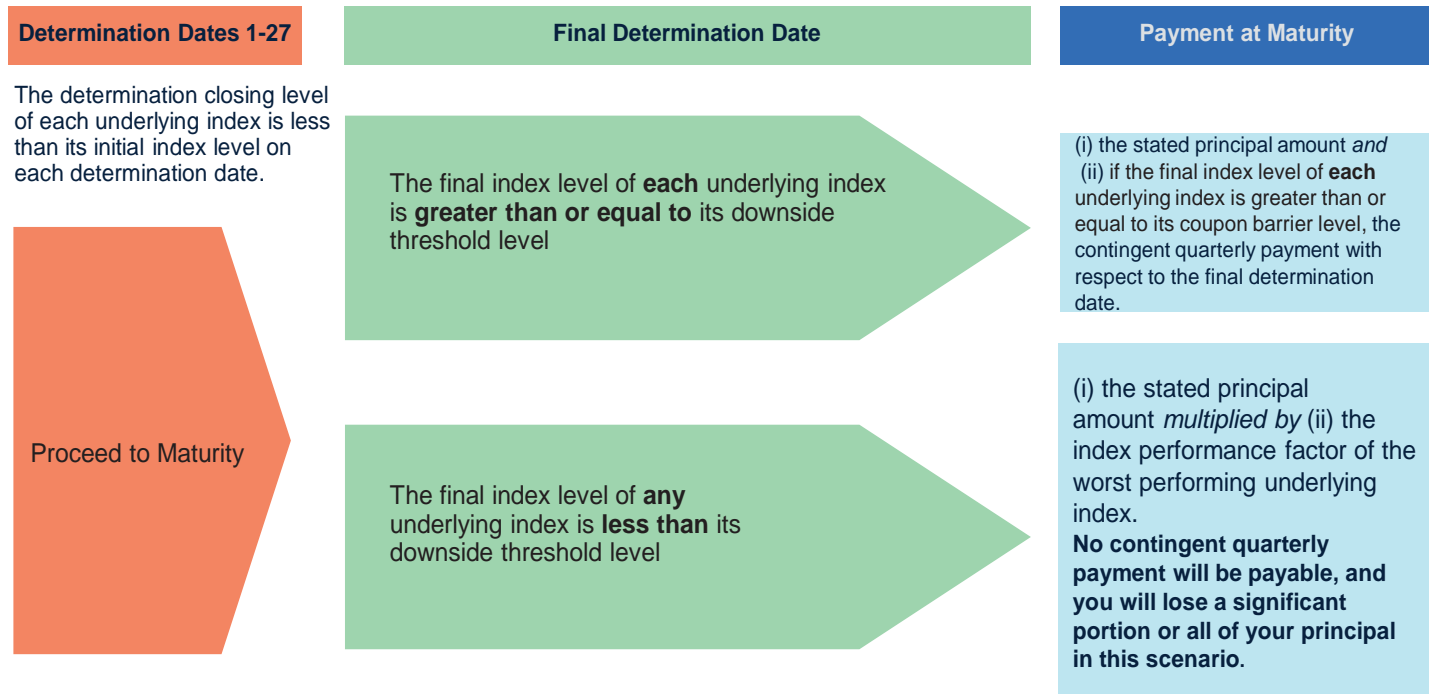 Determination Dates 1-27
Final Determination Date
Payment at Maturity
The determination closing level
of each underlying index is less
than its initial index level on
each determination date.
Proceed to Maturity
The final index level of each underlying index
is greater than or equal to its downside
threshold level
(i) the stated principal amount and
(ii) if the final index level of each
underlying index is greater than or
equal to its coupon barrier level, the
contingent quarterly payment with
respect to the final determination
date.
The final index level of any
underlying index is less than its
downside threshold level
(i) the stated principal
amount multiplied by (ii) the
index performance factor of the
worst performing underlying
index.
No contingent quarterly
payment will be payable, and
you will lose a significant
portion or all of your principal
in this scenario.